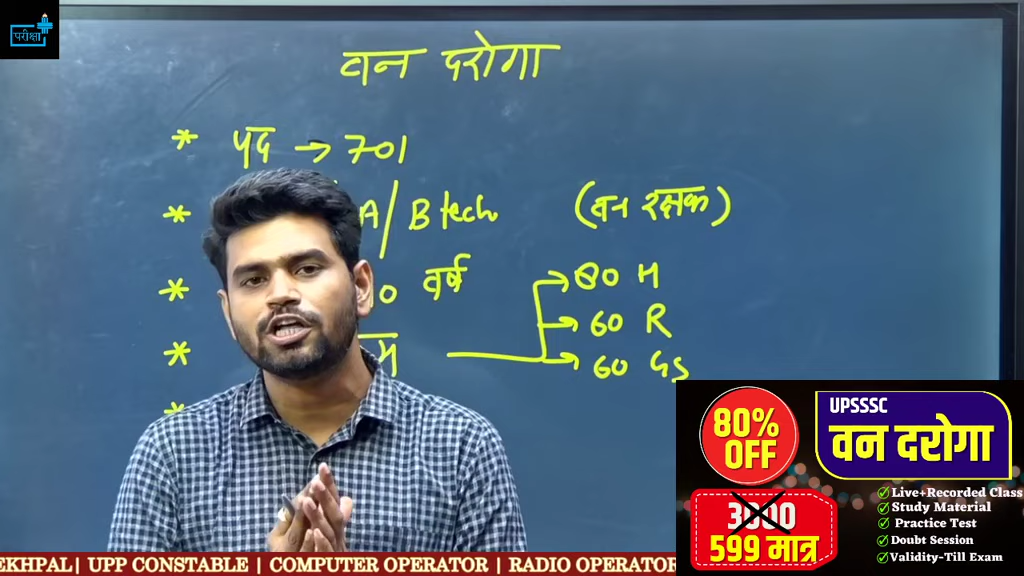 परीक्षा
वन दरोगा
* पद → 701
* A/B tech (वन रक्षक)
* 0 वर्ष
→ 80 H
→ 60 R
* म → 60 GS
*
80%
OFF
UPSSSC
वन दरोगा
3000
599 मात्र
Live+Recorded Class
Study Material
Practice Test
Doubt Session
Validity-Till Exam
EKHPAL| UPP CONSTABLE | COMPUTER OPERATOR | RADIO OPERATOR